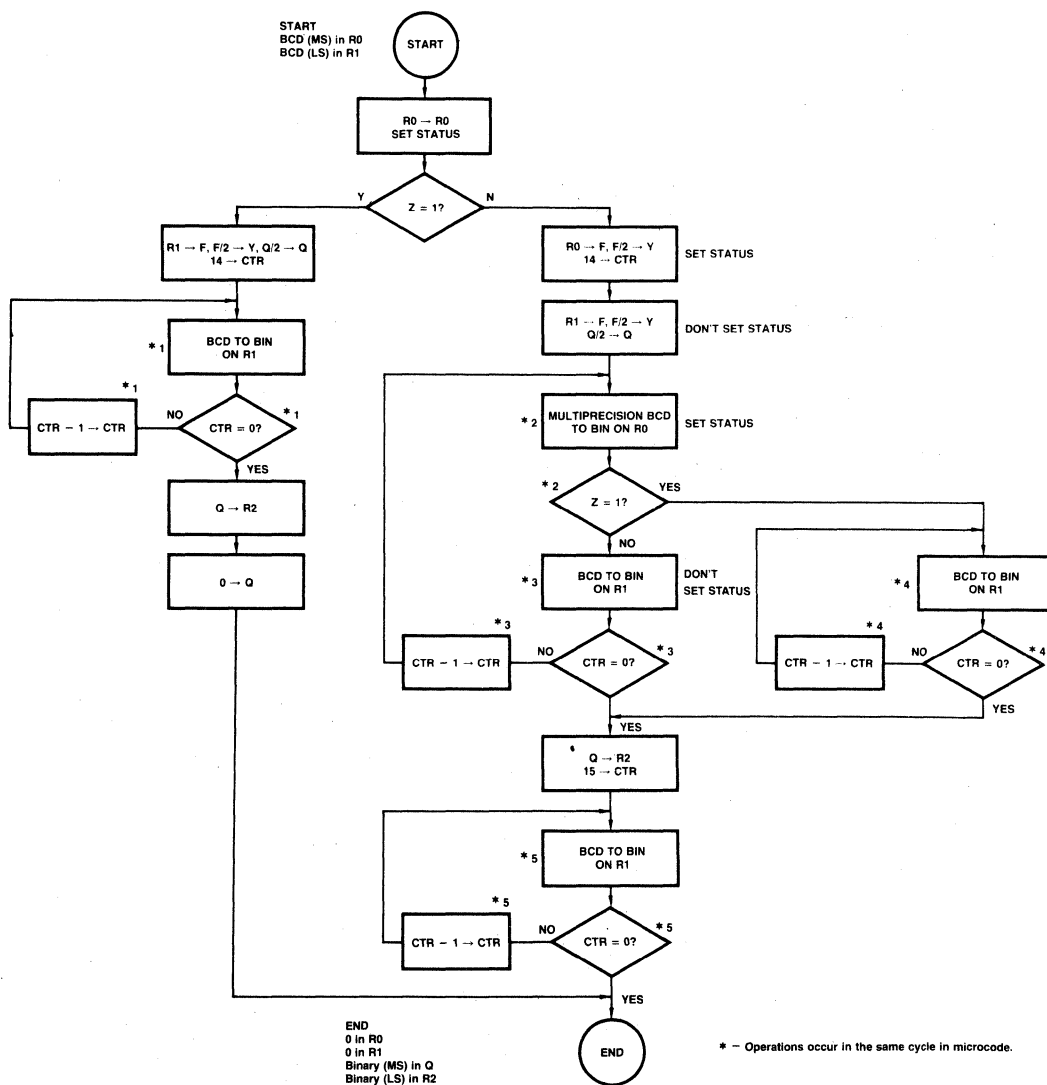 START
BCD (MS) in R0
BCD (LS) in R1
START
R0 → R0
SET STATUS
Y
Z = 1?
N
R1 → F, F/2 → Y, Q/2 → Q
14 → CTR
R0 → F, F/2 → Y
14 → CTR
SET STATUS
R1 → F, F/2 → Y
Q/2 → Q
DON'T SET STATUS
* 1
BCD TO BIN
ON R1
* 1
CTR − 1 → CTR
NO
CTR = 0?
* 1
YES
Q → R2
0 → Q
* 2
MULTIPRECISION BCD
TO BIN ON R0
SET STATUS
* 2
Z = 1?
YES
NO
* 3
BCD TO BIN
ON R1
DON'T
SET STATUS
* 3
CTR − 1 → CTR
NO
CTR = 0?
* 3
YES
* 4
BCD TO BIN
ON R1
* 4
CTR − 1 → CTR
NO
CTR = 0?
* 4
YES
Q → R2
15 → CTR
* 5
BCD TO BIN
ON R1
* 5
CTR − 1 → CTR
NO
CTR = 0?
* 5
YES
END
END
0 in R0
0 in R1
Binary (MS) in Q
Binary (LS) in R2
* − Operations occur in the same cycle in microcode.